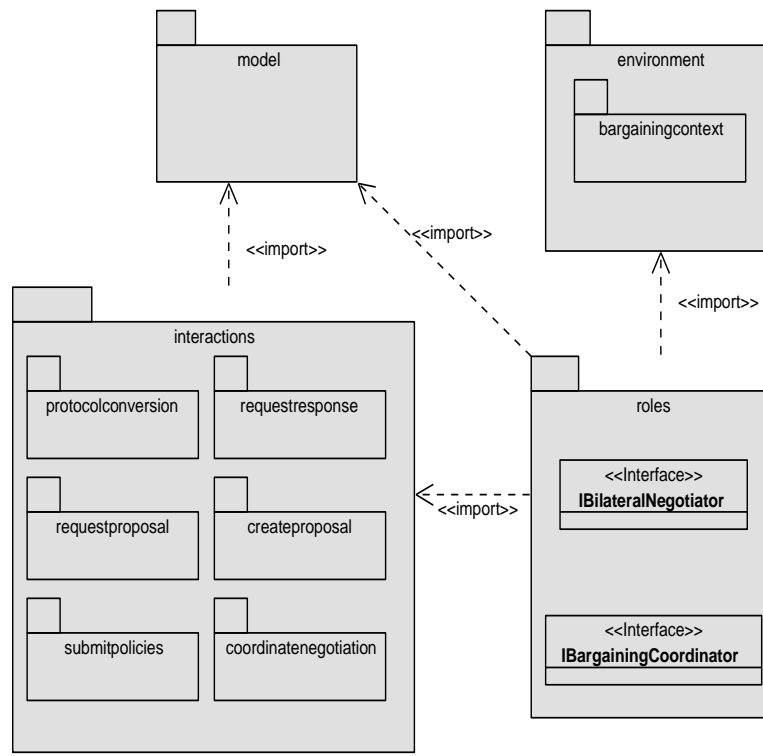 model
environment
bargainingcontext
<<import>>
<<import>>
<<import>>
interactions
protocolconversion
requestresponse
roles
<<Interface>>
IBilateralNegotiator
<<import>>
requestproposal
createproposal
<<Interface>>
IBargainingCoordinator
submitpolicies
coordinatenegotiation